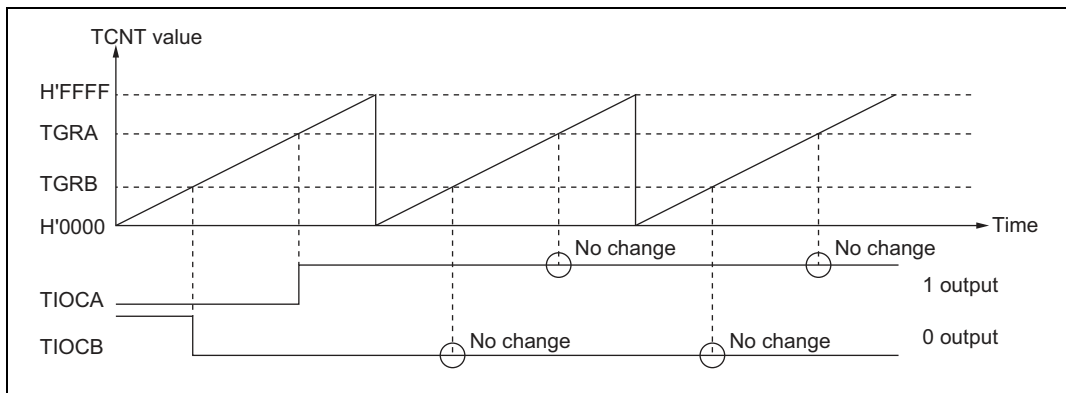 TCNT value
H'FFFF
TGRA
TGRB
H'0000
Time
No change
No change
TIOCA
1 output
No change
No change
TIOCB
0 output